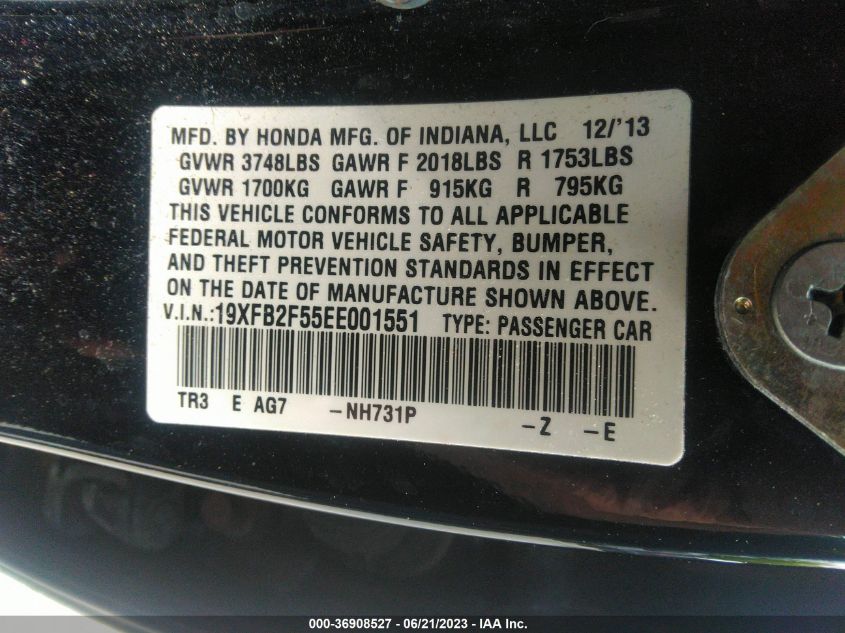 MFD. BY HONDA MFG. OF INDIANA, LLC 12/'13
GVWR 3748LBS GAWR F 2018LBS R 1753LBS
GVWR 1700KG GAWR F 915KG R 795KG
THIS VEHICLE CONFORMS TO ALL APPLICABLE
FEDERAL MOTOR VEHICLE SAFETY, BUMPER,
AND THEFT PREVENTION STANDARDS IN EFFECT
ON THE DATE OF MANUFACTURE SHOWN ABOVE.
V.I.N.:19XFB2F55EE001551 TYPE: PASSENGER CAR
TR3 E AG7 -NH731P -Z -E
000-36908527 - 06/21/2023 - IAA Inc.